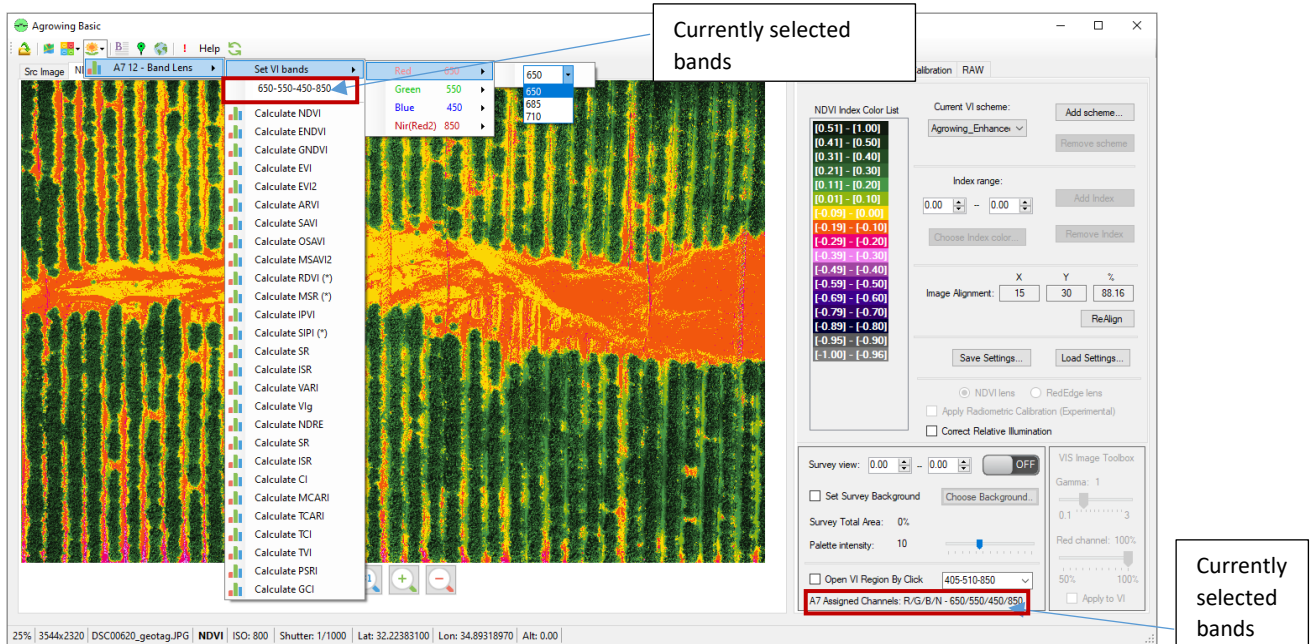 Currently selected
bands
Agrowing Basic
Help
Src Image
A7 12 - Band Lens
Set VI bands
Red 650
650
Green 550
Blue 450
Nir(Red2) 850
650
685
710
650-550-450-850
Calculate NDVI
Calculate ENDVI
Calculate GNDVI
Calculate EVI
Calculate EVI2
Calculate ARVI
Calculate SAVI
Calculate OSAVI
Calculate MSAVI2
Calculate RDVI (*)
Calculate MSR (*)
Calculate IPVI
Calculate SIPI (*)
Calculate SR
Calculate ISR
Calculate VARI
Calculate VIg
Calculate NDRE
Calculate SR
Calculate ISR
Calculate CI
Calculate MCARI
Calculate TCARI
Calculate TCI
Calculate TVI
Calculate PSRI
Calculate GCI
RAW
NDVI Index Color List
[0.51] - [1.00]
[0.41] - [0.50]
[0.31] - [0.40]
[0.21] - [0.30]
[0.11] - [0.20]
[0.01] - [0.10]
[-0.09] - [0.00]
[-0.19] - [-0.10]
[-0.29] - [-0.20]
[-0.39] - [-0.30]
[-0.49] - [-0.40]
[-0.59] - [-0.50]
[-0.69] - [-0.60]
[-0.79] - [-0.70]
[-0.89] - [-0.80]
[-0.95] - [-0.90]
[-1.00] - [-0.96]
Current VI scheme:
Add scheme...
Remove scheme
Index range:
0.00 -- 0.00
Add Index
Choose Index color...
Remove Index
X Y %
Image Alignment: 15 30 88.16
ReAlign
Save Settings...
Load Settings...
NDVI lens
RedEdge lens
Apply Radiometric Calibration (Experimental)
Correct Relative Illumination
Survey view: 0.00 -- 0.00 OFF
Set Survey Background
Choose Background..
Survey Total Area: 0%
Palette intensity: 10
Open VI Region By Click
405-510-850
A7 Assigned Channels: R/G/B/N - 650/550/450/850
VIS Image Toolbox
Gamma: 1
0.1 3
Red channel: 100%
50% 100%
Apply to VI
Currently
selected
bands
25% 3544x2320 DSC00620_geotag.JPG NDVI ISO: 800 Shutter: 1/1000 Lat: 32.22383100 Lon: 34.89318970 Alt: 0.00